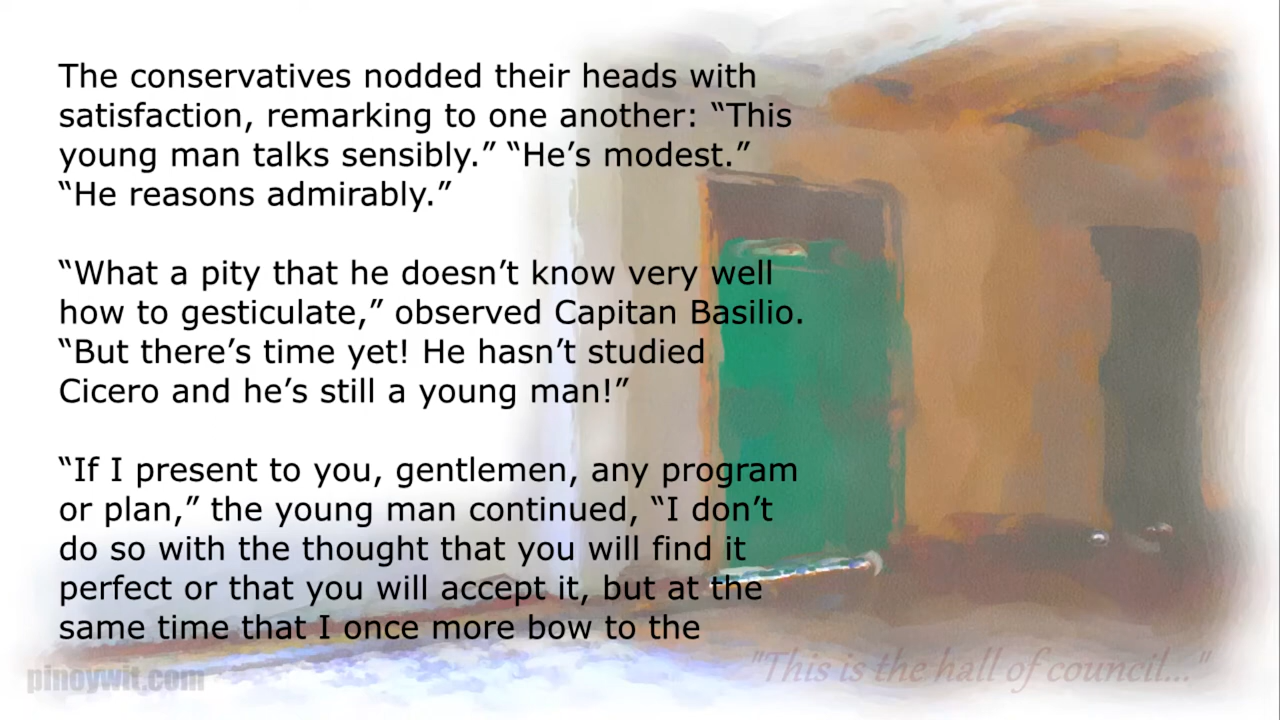 The conservatives nodded their heads with
satisfaction, remarking to one another: “This
young man talks sensibly.” “He’s modest.”
“He reasons admirably.”
“What a pity that he doesn’t know very well
how to gesticulate,” observed Capitan Basilio.
“But there’s time yet! He hasn’t studied
Cicero and he’s still a young man!”
“If I present to you, gentlemen, any program
or plan,” the young man continued, “I don’t
do so with the thought that you will find it
perfect or that you will accept it, but at the
same time that I once more bow to the
"This is the hall of council..."
pinoywit.com